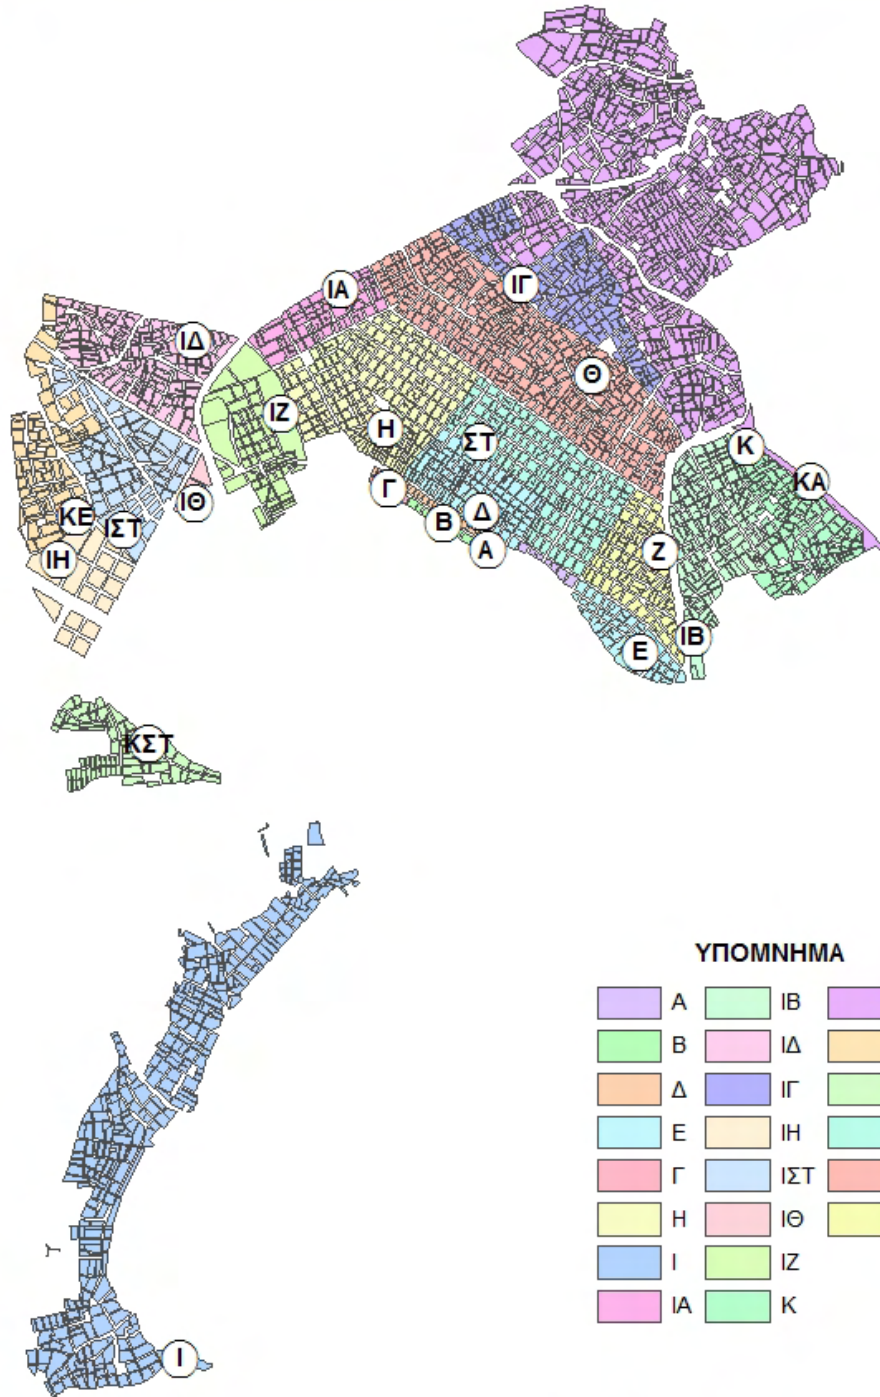 ΙΓ
ΙΑ
ΙΔ
Θ
ΙΖ
Η
ΣΤ
Κ
ΚΑ
Γ
ΙΘ
ΚΕ
ΙΣΤ
Β
Δ
Α
Ζ
ΙΗ
ΙΒ
Ε
ΚΣΤ
ΥΠΟΜΝΗΜΑ
Α ΙΒ
Β ΙΔ
Δ ΙΓ
Ε ΙΗ
Γ ΙΣΤ
Η ΙΘ
Ι ΙΖ
ΙΑ Κ
Ι